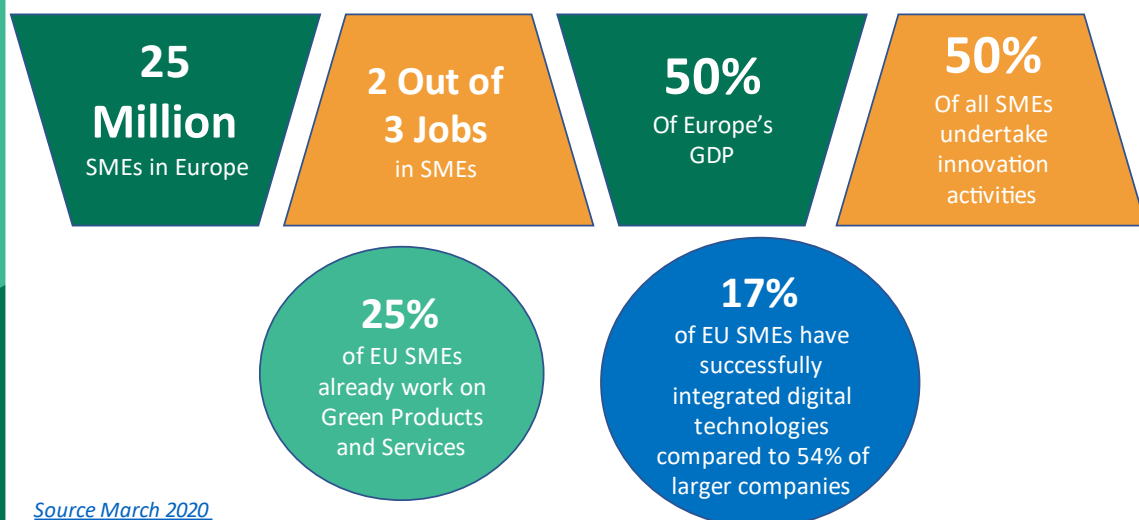 25
Million
SMEs in Europe
2 Out of
3 Jobs
in SMEs
50%
Of Europe's
GDP
50%
Of all SMEs
undertake
innovation
activities
25%
of EU SMEs
already work on
Green Products
and Services
17%
of EU SMEs have
successfully
integrated digital
technologies
compared to 54% of
larger companies
Source March 2020